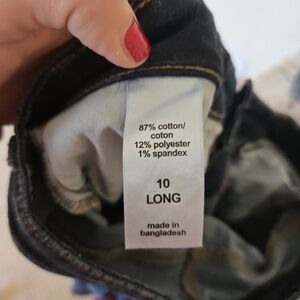 87% cotton/
coton
12% polyester
1% spandex
10
LONG
made in
bangladesh